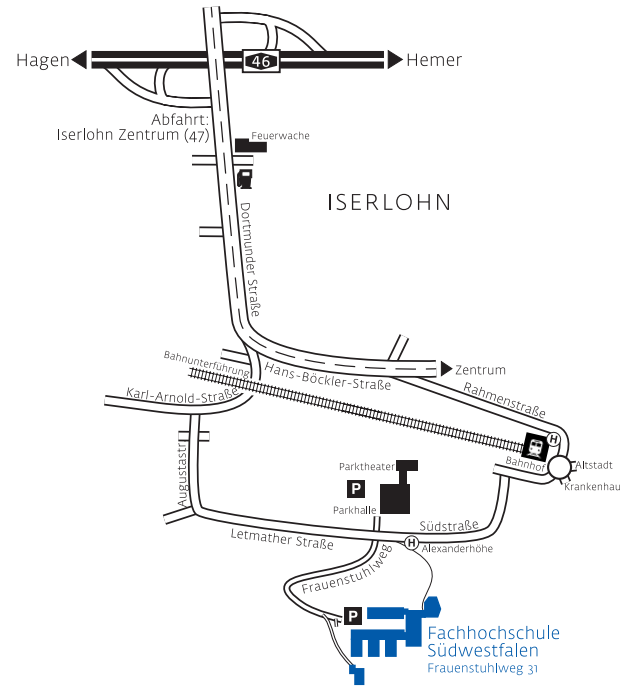 46
Hagen
Hemer
Abfahrt:
Iserlohn Zentrum (47)
Feuerwache
ISERLOHN
Dortmunder Straße
Bahnunterführung
Hans-Böckler-Straße
Zentrum
Karl-Arnold-Straße
Rahmenstraße
H
Bahnhof
Altstadt
Krankenhau
Augustastr
Parktheater
P
Parkhalle
Südstraße
Letmather Straße
H
Alexanderhöhe
Frauenstuhlweg
P
Fachhochschule
Südwestfalen
Frauenstuhlweg 31